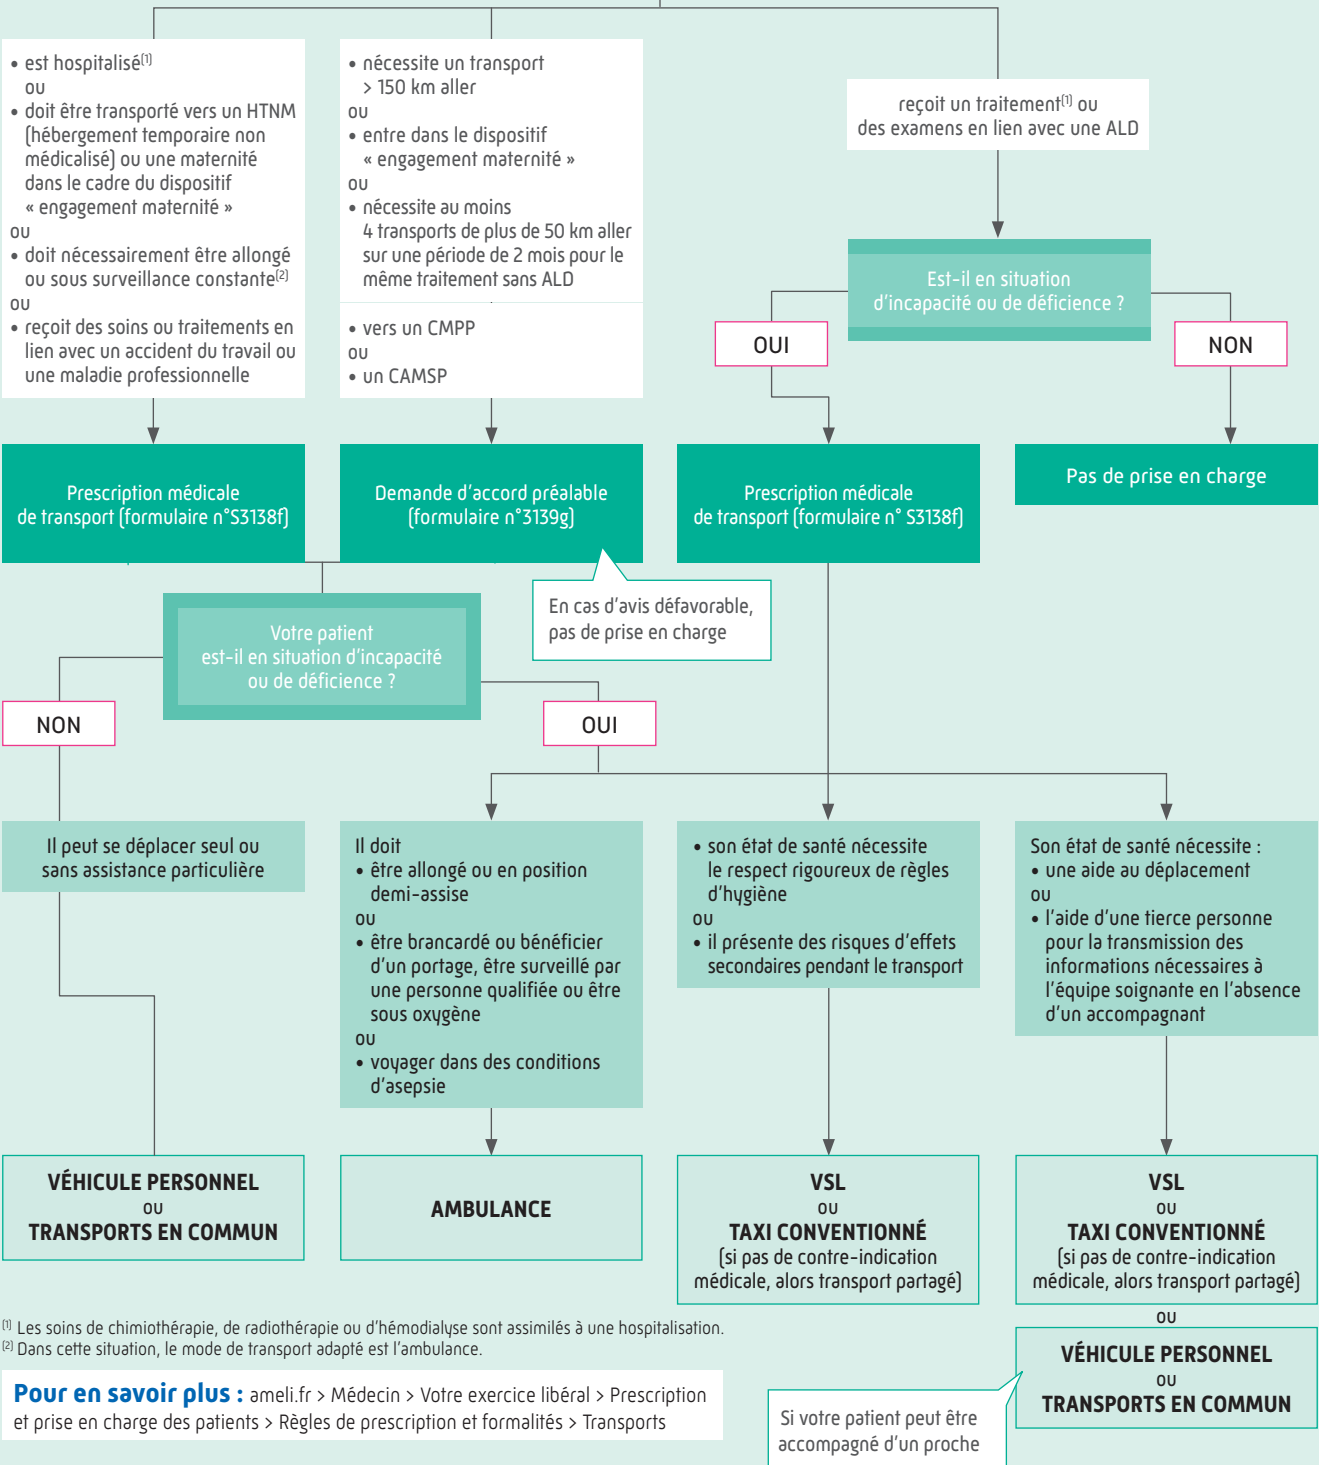 • est hospitalisé(1)
ou
• doit être transporté vers un HTNM
(hébergement temporaire non
médicalisé) ou une maternité
dans le cadre du dispositif
« engagement maternité »
ou
• doit nécessairement être allongé
ou sous surveillance constante(2)
ou
• reçoit des soins ou traitements en
lien avec un accident du travail ou
une maladie professionnelle
• nécessite un transport
> 150 km aller
ou
• entre dans le dispositif
« engagement maternité »
ou
• nécessite au moins
4 transports de plus de 50 km aller
sur une période de 2 mois pour le
même traitement sans ALD
• vers un CMPP
ou
• un CAMSP
reçoit un traitement(1) ou
des examens en lien avec une ALD
Est-il en situation
d'incapacité ou de déficience ?
OUI
NON
Prescription médicale
de transport (formulaire n°S3138f)
Demande d'accord préalable
(formulaire n°3139g)
Prescription médicale
de transport (formulaire n° S3138f)
Pas de prise en charge
En cas d'avis défavorable,
pas de prise en charge
Votre patient
est-il en situation d'incapacité
ou de déficience ?
NON
OUI
Il peut se déplacer seul ou
sans assistance particulière
Il doit
• être allongé ou en position
demi-assise
ou
• être brancardé ou bénéficier
d'un portage, être surveillé par
une personne qualifiée ou être
sous oxygène
ou
• voyager dans des conditions
d'asepsie
• son état de santé nécessite
le respect rigoureux de règles
d'hygiène
ou
• il présente des risques d'effets
secondaires pendant le transport
Son état de santé nécessite :
• une aide au déplacement
ou
• l'aide d'une tierce personne
pour la transmission des
informations nécessaires à
l'équipe soignante en l'absence
d'un accompagnant
VÉHICULE PERSONNEL
OU
TRANSPORTS EN COMMUN
AMBULANCE
VSL
OU
TAXI CONVENTIONNÉ
(si pas de contre-indication
médicale, alors transport partagé)
VSL
OU
TAXI CONVENTIONNÉ
(si pas de contre-indication
médicale, alors transport partagé)
OU
VÉHICULE PERSONNEL
OU
TRANSPORTS EN COMMUN
Si votre patient peut être
accompagné d'un proche
(1) Les soins de chimiothérapie, de radiothérapie ou d'hémodialyse sont assimilés à une hospitalisation.
(2) Dans cette situation, le mode de transport adapté est l'ambulance.
Pour en savoir plus : ameli.fr > Médecin > Votre exercice libéral > Prescription
et prise en charge des patients > Règles de prescription et formalités > Transports